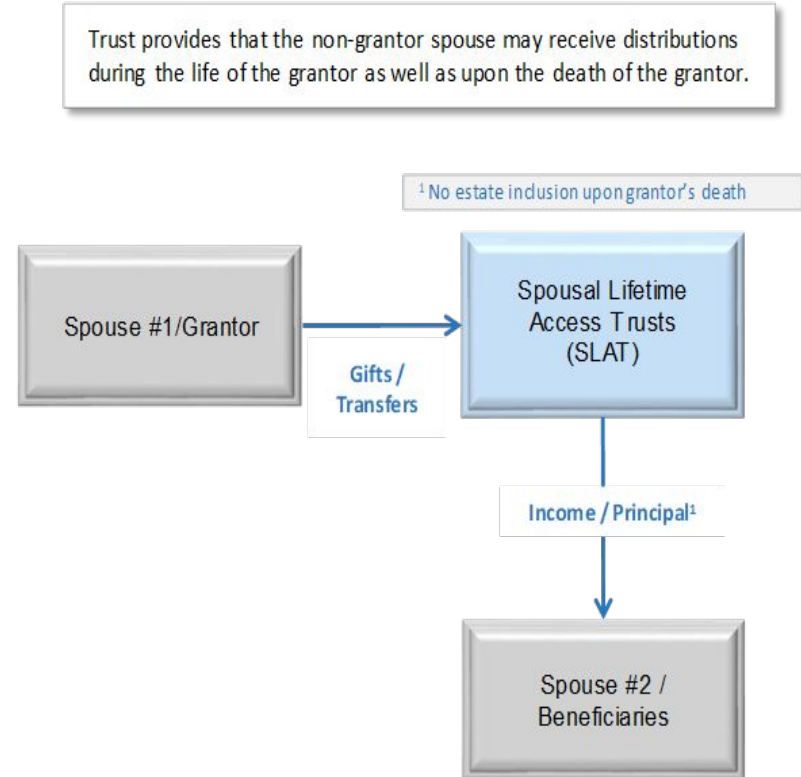 Trust provides that the non-grantor spouse may receive distributions
during the life of the grantor as well as upon the death of the grantor.
¹ No estate inclusion upon grantor's death
Spouse #1/Grantor
Gifts /
Transfers
Spousal Lifetime
Access Trusts
(SLAT)
Income / Principal¹
Spouse #2 /
Beneficiaries